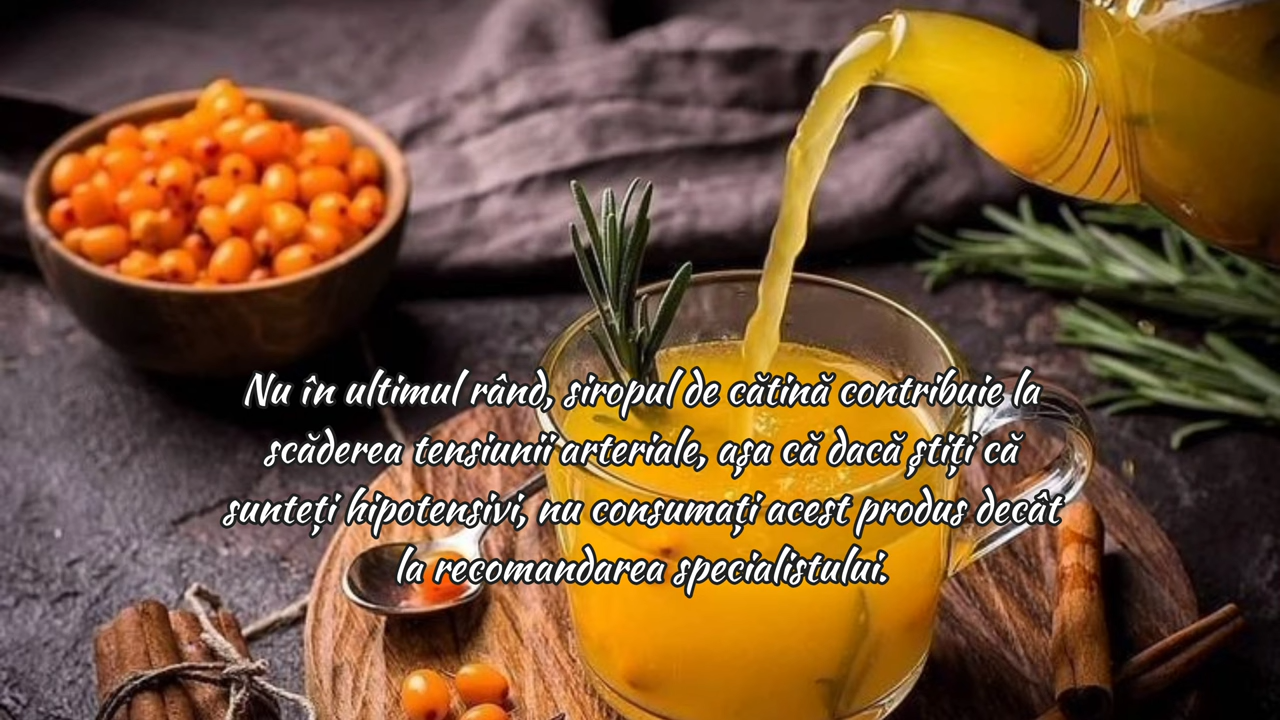 Nu în ultimul rând, siropul de cătină contribuie la
scăderea tensiunii arteriale, așa că dacă știți că
sunteți hipotensivi, nu consumați acest produs decât
la recomandarea specialistului.